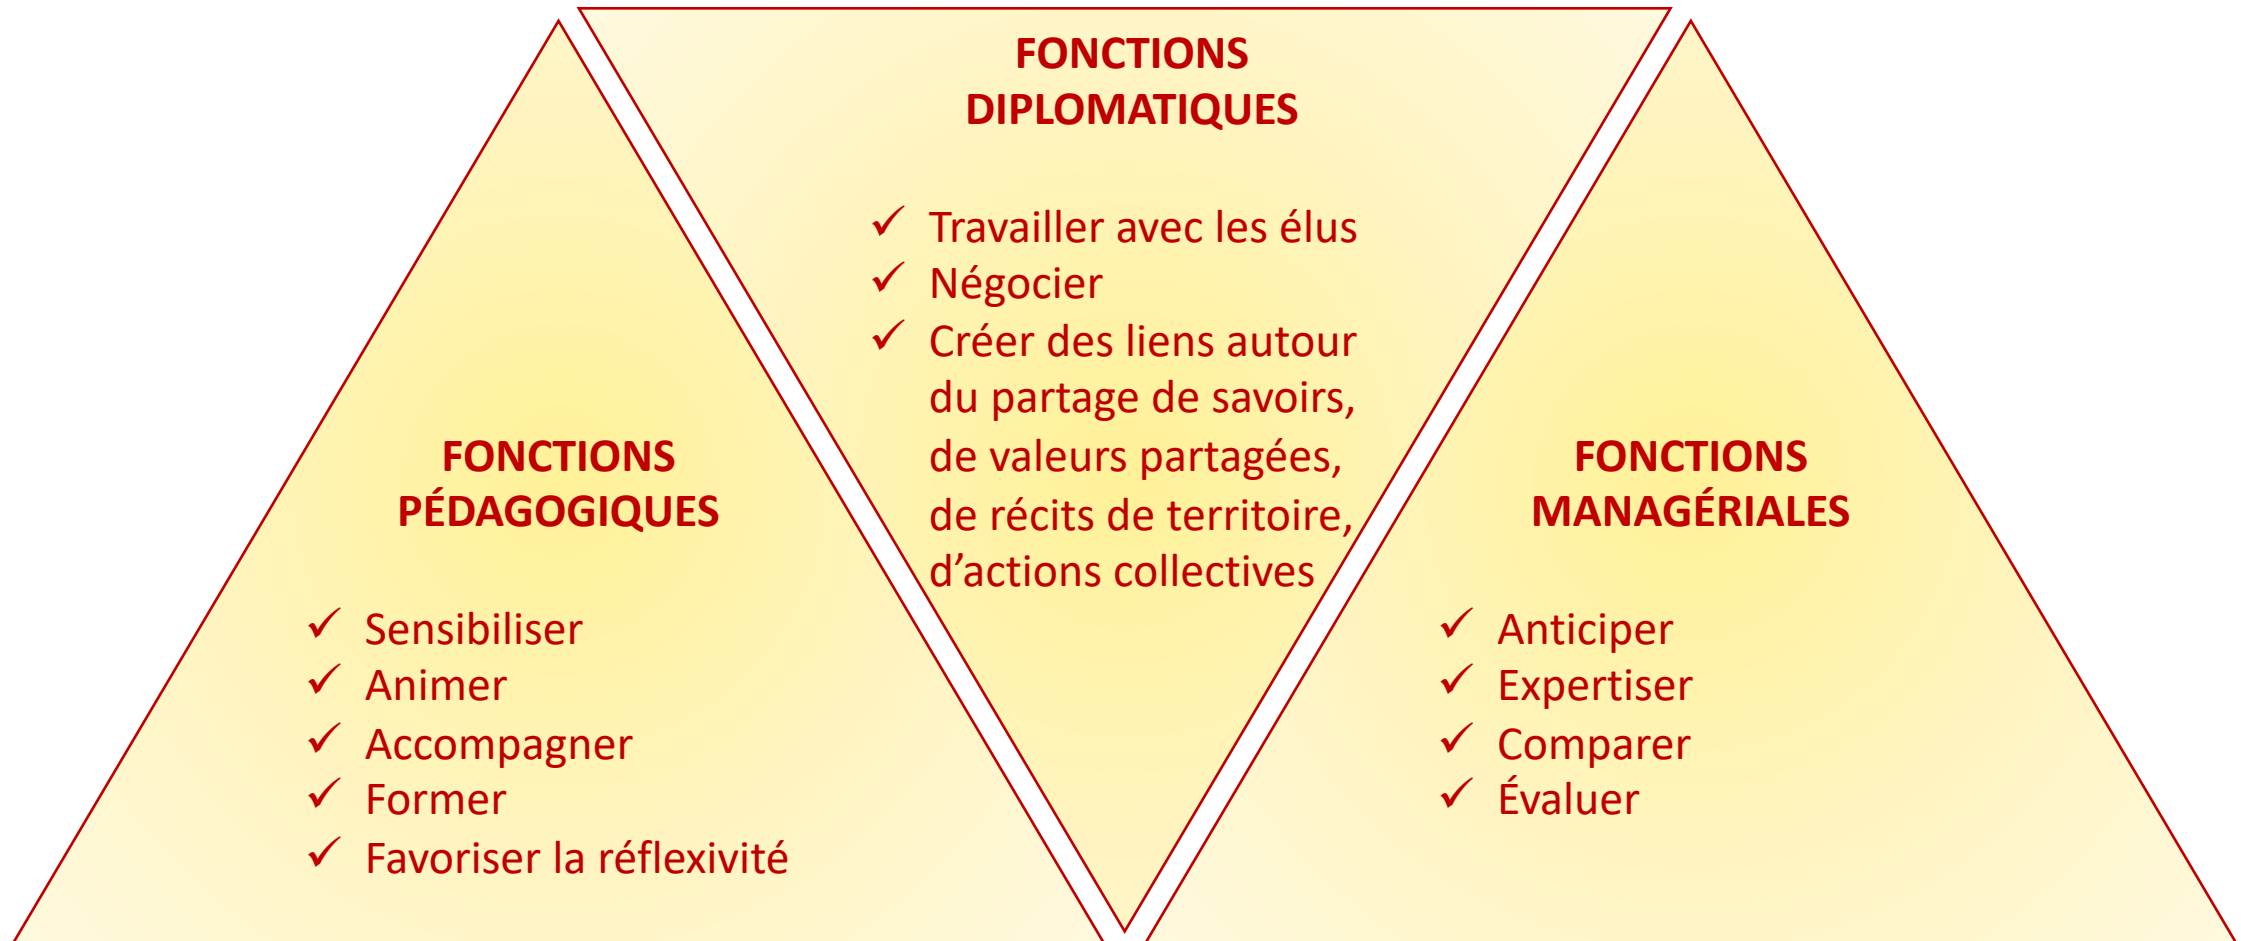 FONCTIONS
PÉDAGOGIQUES
✓ Sensibiliser
✓ Animer
✓ Accompagner
✓ Former
✓ Favoriser la réflexivité
FONCTIONS
DIPLOMATIQUES
✓ Travailler avec les élus
✓ Négocier
✓ Créer des liens autour
du partage de savoirs,
de valeurs partagées,
de récits de territoire,
d’actions collectives
FONCTIONS
MANAGÉRIALES
✓ Anticiper
✓ Expertiser
✓ Comparer
✓ Évaluer